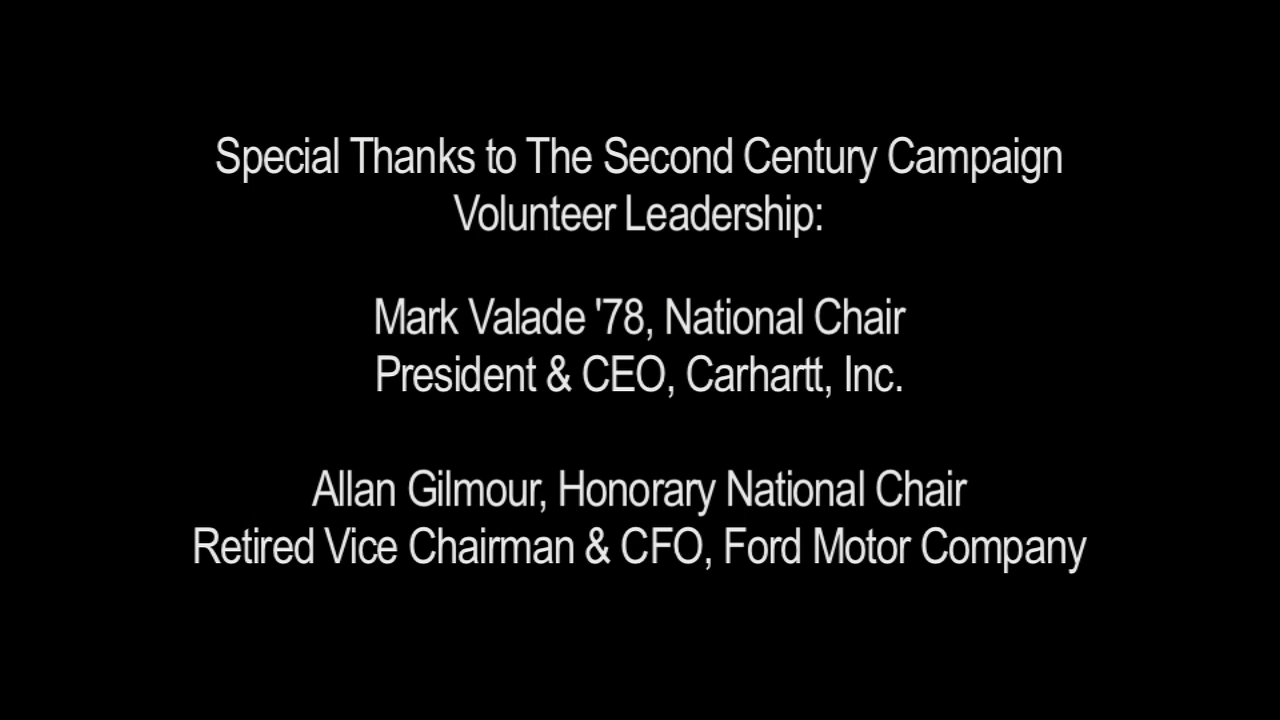 Special Thanks to The Second Century Campaign
Volunteer Leadership:
Mark Valade '78, National Chair
President & CEO, Carhartt, Inc.
Allan Gilmour, Honorary National Chair
Retired Vice Chairman & CFO, Ford Motor Company